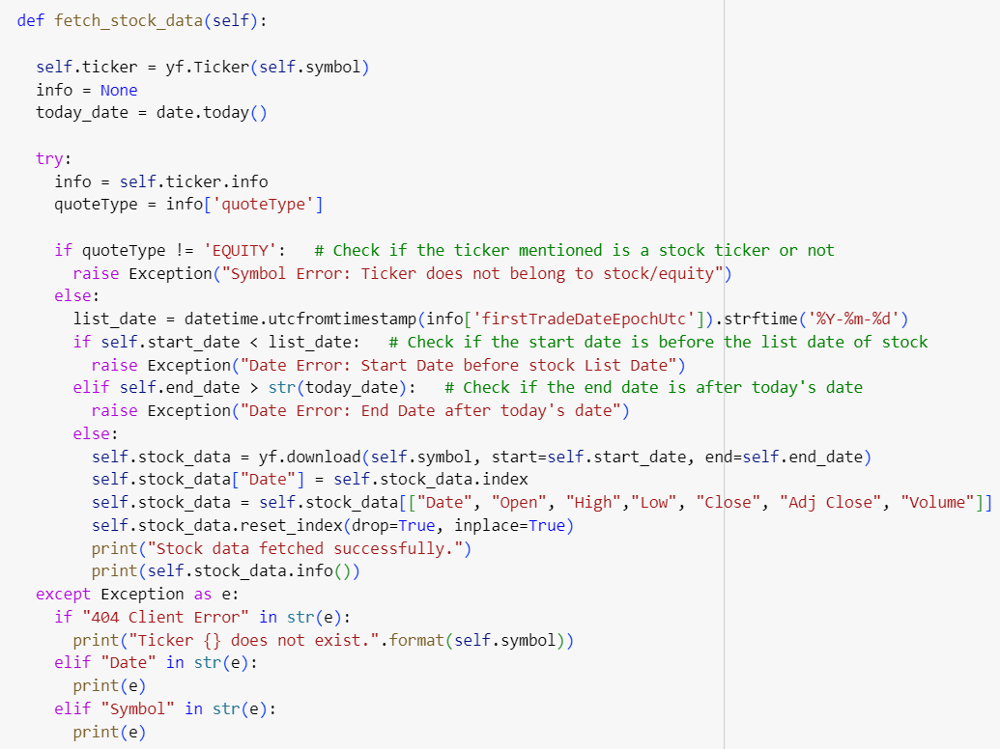 def fetch_stock_data(self):
self.ticker = yf.Ticker(self.symbol)
info = None
today_date = date.today()
try:
info = self.ticker.info
quoteType = info['quoteType']
if quoteType != 'EQUITY':   # Check if the ticker mentioned is a stock ticker or not
raise Exception("Symbol Error: Ticker does not belong to stock/equity")
else:
list_date = datetime.utcfromtimestamp(info['firstTradeDateEpochUtc']).strftime('%Y-%m-%d')
if self.start_date < list_date:   # Check if the start date is before the list date of stock
raise Exception("Date Error: Start Date before stock List Date")
elif self.end_date > str(today_date):   # Check if the end date is after today's date
raise Exception("Date Error: End Date after today's date")
else:
self.stock_data = yf.download(self.symbol, start=self.start_date, end=self.end_date)
self.stock_data["Date"] = self.stock_data.index
self.stock_data = self.stock_data[["Date", "Open", "High","Low", "Close", "Adj Close", "Volume"]]
self.stock_data.reset_index(drop=True, inplace=True)
print("Stock data fetched successfully.")
print(self.stock_data.info())
except Exception as e:
if "404 Client Error" in str(e):
print("Ticker {} does not exist.".format(self.symbol))
elif "Date" in str(e):
print(e)
elif "Symbol" in str(e):
print(e)